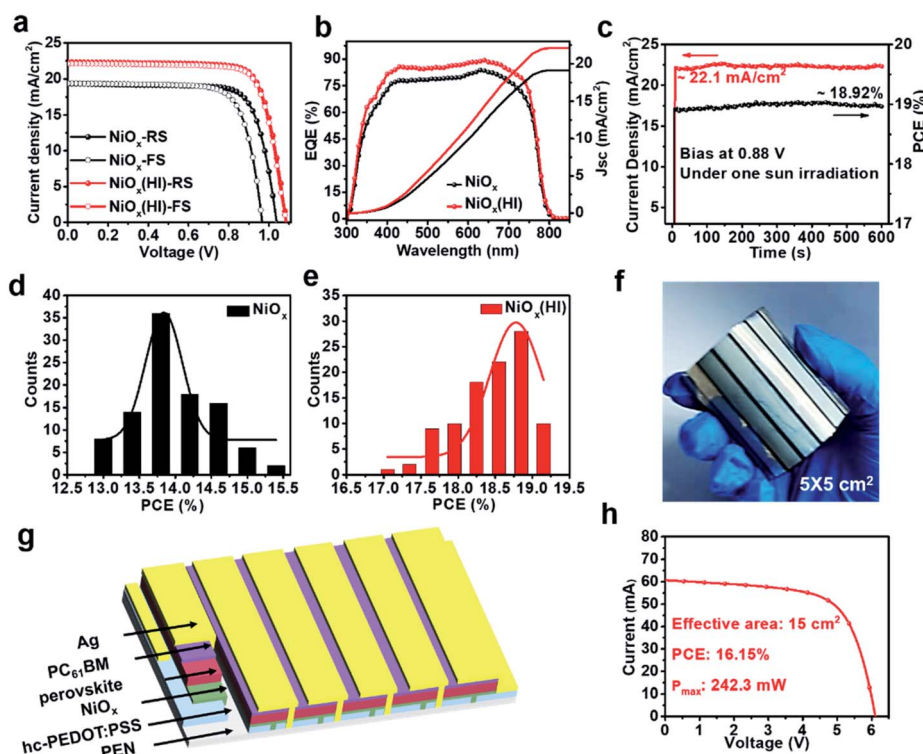 a
Current density (mA/cm²)
25
20
15
10
5
0
NiOₓ-RS
NiOₓ-FS
NiOₓ(HI)-RS
NiOₓ(HI)-FS
0.0 0.2 0.4 0.6 0.8 1.0
Voltage (V)
b
EQE (%)
90
75
60
45
30
15
0
NiOₓ
NiOₓ(HI)
20
15
10
5
0
Jsc (mA/cm²)
300 400 500 600 700 800
Wavelength (nm)
c
Current Density (mA/cm²)
25
20
15
10
5
~ 22.1 mA/cm²
~ 18.92%
Bias at 0.88 V
Under one sun irradiation
20
19
18
17
PCE (%)
0 100 200 300 400 500 600
Time (s)
d
Counts
40
35
30
25
20
15
10
5
0
NiOₓ
12.5 13.0 13.5 14.0 14.5 15.0 15.5
PCE (%)
e
Counts
35
30
25
20
15
10
5
0
NiOₓ(HI)
16.5 17.0 17.5 18.0 18.5 19.0 19.5
PCE (%)
f
5X5 cm²
g
Ag
PC₆₁BM
perovskite
NiOₓ
hc-PEDOT:PSS
PEN
h
Current (mA)
80
70
60
50
40
30
20
10
0
Effective area: 15 cm²
PCE: 16.15%
Pmax: 242.3 mW
0 1 2 3 4 5 6
Voltage (V)